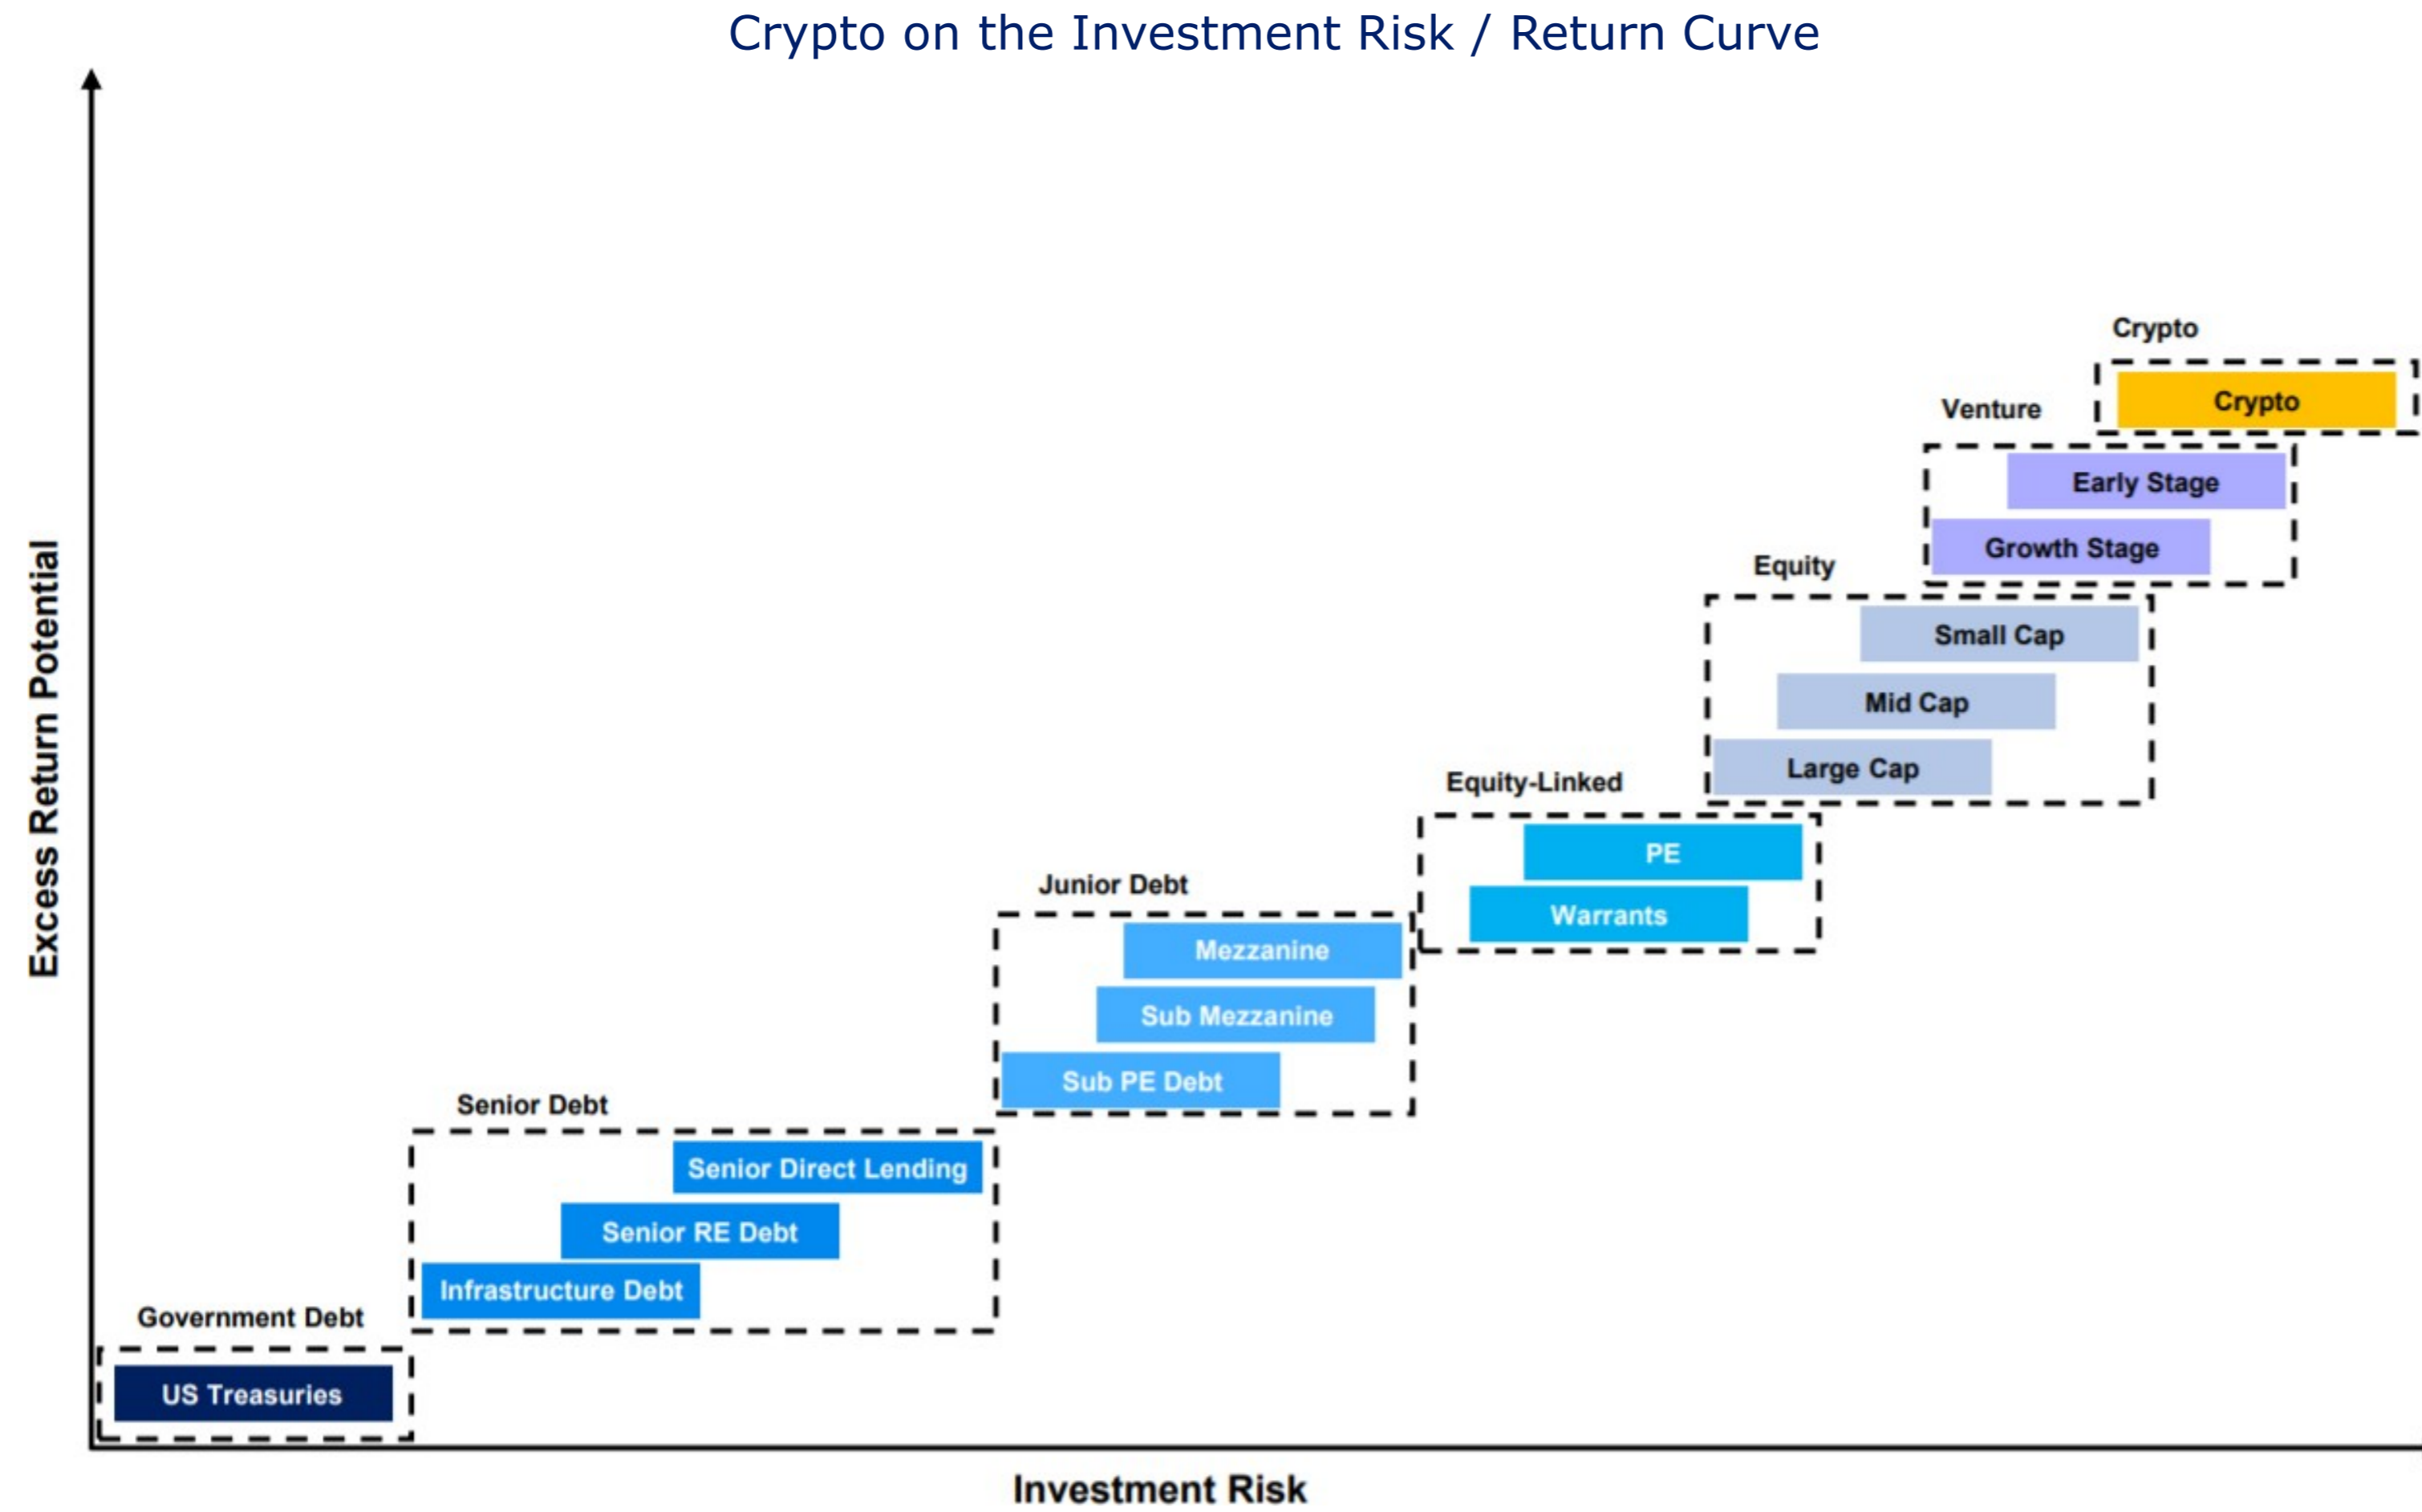 Crypto on the Investment Risk / Return Curve
Excess Return Potential
Crypto
Crypto
Venture
Early Stage
Growth Stage
Equity
Small Cap
Mid Cap
Large Cap
Equity-Linked
PE
Warrants
Junior Debt
Mezzanine
Sub Mezzanine
Sub PE Debt
Senior Debt
Senior Direct Lending
Senior RE Debt
Infrastructure Debt
Government Debt
US Treasuries
Investment Risk